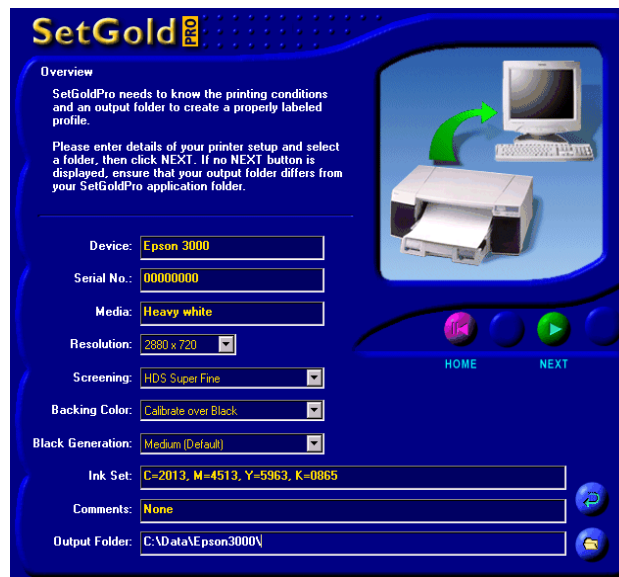 SetGold PRO
Overview
SetGoldPro needs to know the printing conditions
and an output folder to create a properly labeled
profile.
Please enter details of your printer setup and select
a folder, then click NEXT. If no NEXT button is
displayed, ensure that your output folder differs from
your SetGoldPro application folder.
Device: Epson 3000
Serial No.: 00000000
Media: Heavy white
Resolution: 2880 x 720
HOME NEXT
Screening: HDS Super Fine
Backing Color: Calibrate over Black
Black Generation: Medium (Default)
Ink Set: C=2013, M=4513, Y=5963, K=0865
Comments: None
Output Folder: C:\Data\Epson3000\